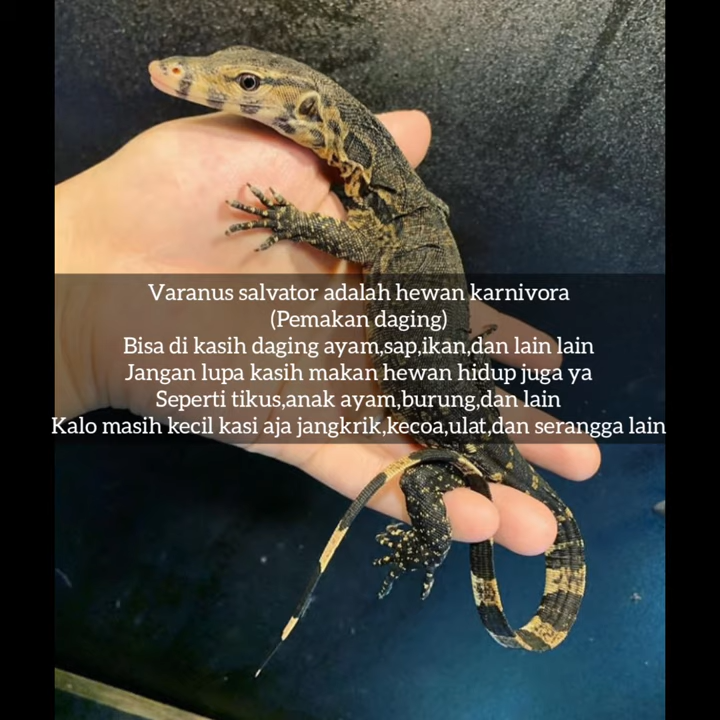 Varanus salvator adalah hewan karnivora
(Pemakan daging)
Bisa di kasih daging ayam,sap,ikan,dan lain lain
Jangan lupa kasih makan hewan hidup juga ya
Seperti tikus,anak ayam,burung,dan lain
Kalo masih kecil kasi aja jangkrik,kecoa,ulat,dan serangga lain